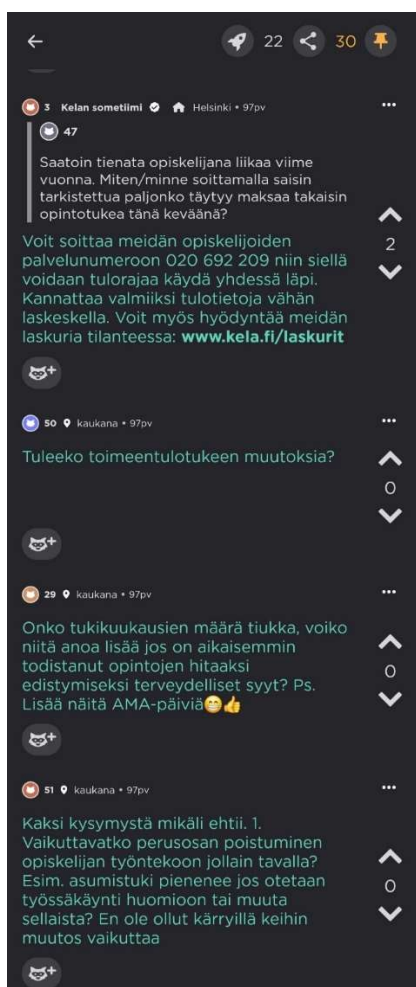 22 30
3 Kelan sometiimi Helsinki • 97pv
47
Saatoin tienata opiskelijana liikaa viime
vuonna. Miten/minne soittamalla saisin
tarkistettua paljonko täytyy maksaa takaisin
opintotukea tänä keväänä?
Voit soittaa meidän opiskelijoiden
palvelunumeroon 020 692 209 niin siellä
voidaan tulorajaa käydä yhdessä läpi.
Kannattaa valmiiksi tulotietoja vähän
laskeskella. Voit myös hyödyntää meidän
laskuria tilanteessa: www.kela.fi/laskurit
2
50 kaukana • 97pv
Tuleeko toimeentulotukeen muutoksia?
0
29 kaukana • 97pv
Onko tukikuukausien määrä tiukka, voiko
niitä anoa lisää jos on aikaisemmin
todistanut opintojen hitaaksi
edistymiseksi terveydelliset syyt? Ps.
Lisää näitä AMA-päiviä😁👍
0
51 kaukana • 97pv
Kaksi kysymystä mikäli ehtii. 1.
Vaikuttavatko perusosan poistuminen
opiskelijan työntekoon jollain tavalla?
Esim. asumistuki pienenee jos otetaan
työssäkäynti huomioon tai muuta
sellaista? En ole ollut kärryillä keihin
muutos vaikuttaa
0